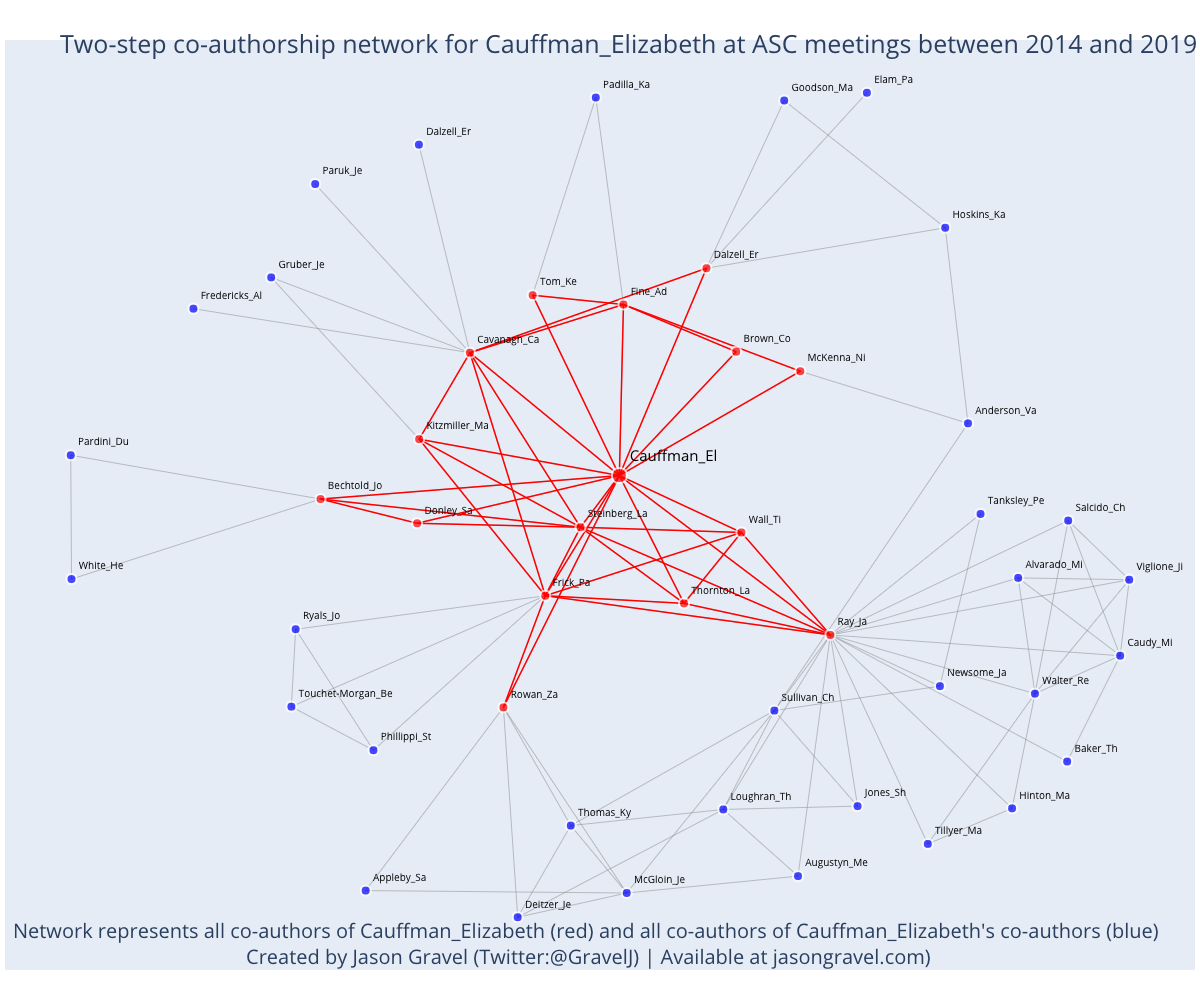 Two-step co-authorship network for Cauffman_Elizabeth at ASC meetings between 2014 and 2019
Padilla_Ka
Goodson_Ma
Elam_Pa
Dalzell_Er
Paruk_Je
Hoskins_Ka
Gruber_Je
Dalzell_Er
Fredericks_Al
Tom_Ke
Fine_Ad
Cavanagh_Ca
Brown_Co
McKenna_Ni
Kitzmiller_Ma
Anderson_Va
Pardini_Du
Cauffman_El
Bechtold_Jo
Donley_Sa
Steinberg_La
Wall_Ti
Tanksley_Pe
Salcido_Ch
White_He
Frick_Pa
Thornton_La
Alvarado_Mi
Viglione_Ji
Ryals_Jo
Ray_Ja
Caudy_Mi
Newsome_Ja
Walter_Re
Touchet-Morgan_Be
Rowan_Za
Sullivan_Ch
Phillippi_St
Baker_Th
Thomas_Ky
Loughran_Th
Jones_Sh
Hinton_Ma
Tillyer_Ma
Augustyn_Me
Appleby_Sa
McGloin_Je
Deitzer_Je
Network represents all co-authors of Cauffman_Elizabeth (red) and all co-authors of Cauffman_Elizabeth's co-authors (blue)
Created by Jason Gravel (Twitter:@GravelJ) | Available at jasongravel.com)